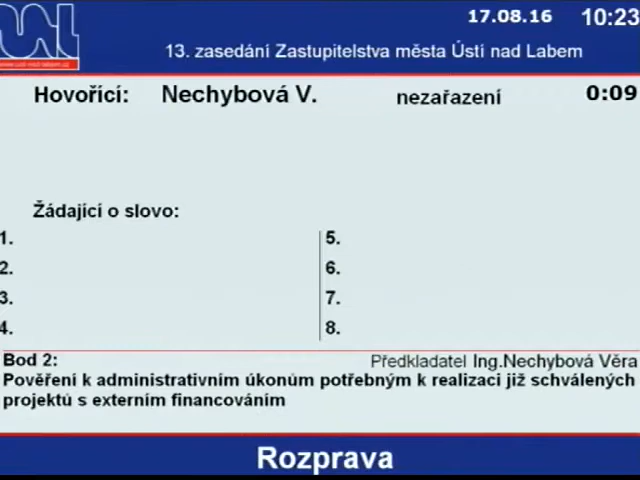 17.08.16 10:23
13. zasedání Zastupitelstva města Ústí nad Labem
Hovořící: Nechybová V. nezařazení 0:09
Žádající o slovo:
1. 5.
2. 6.
3. 7.
4. 8.
Bod 2: Předkladatel Ing.Nechybová Věra
Pověření k administrativním úkonům potřebným k realizaci již schválených
projektů s externím financováním
Rozprava